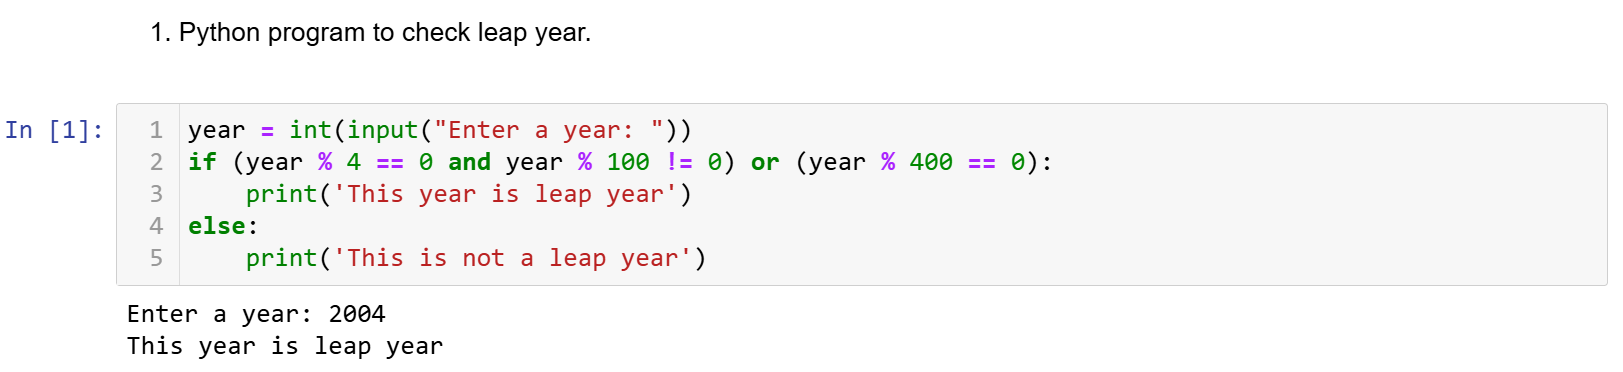 1. Python program to check leap year.
In [1]:
1 year = int(input("Enter a year: "))
2 if (year % 4 == 0 and year % 100 != 0) or (year % 400 == 0):
3     print('This year is leap year')
4 else:
5     print('This is not a leap year')
Enter a year: 2004
This year is leap year